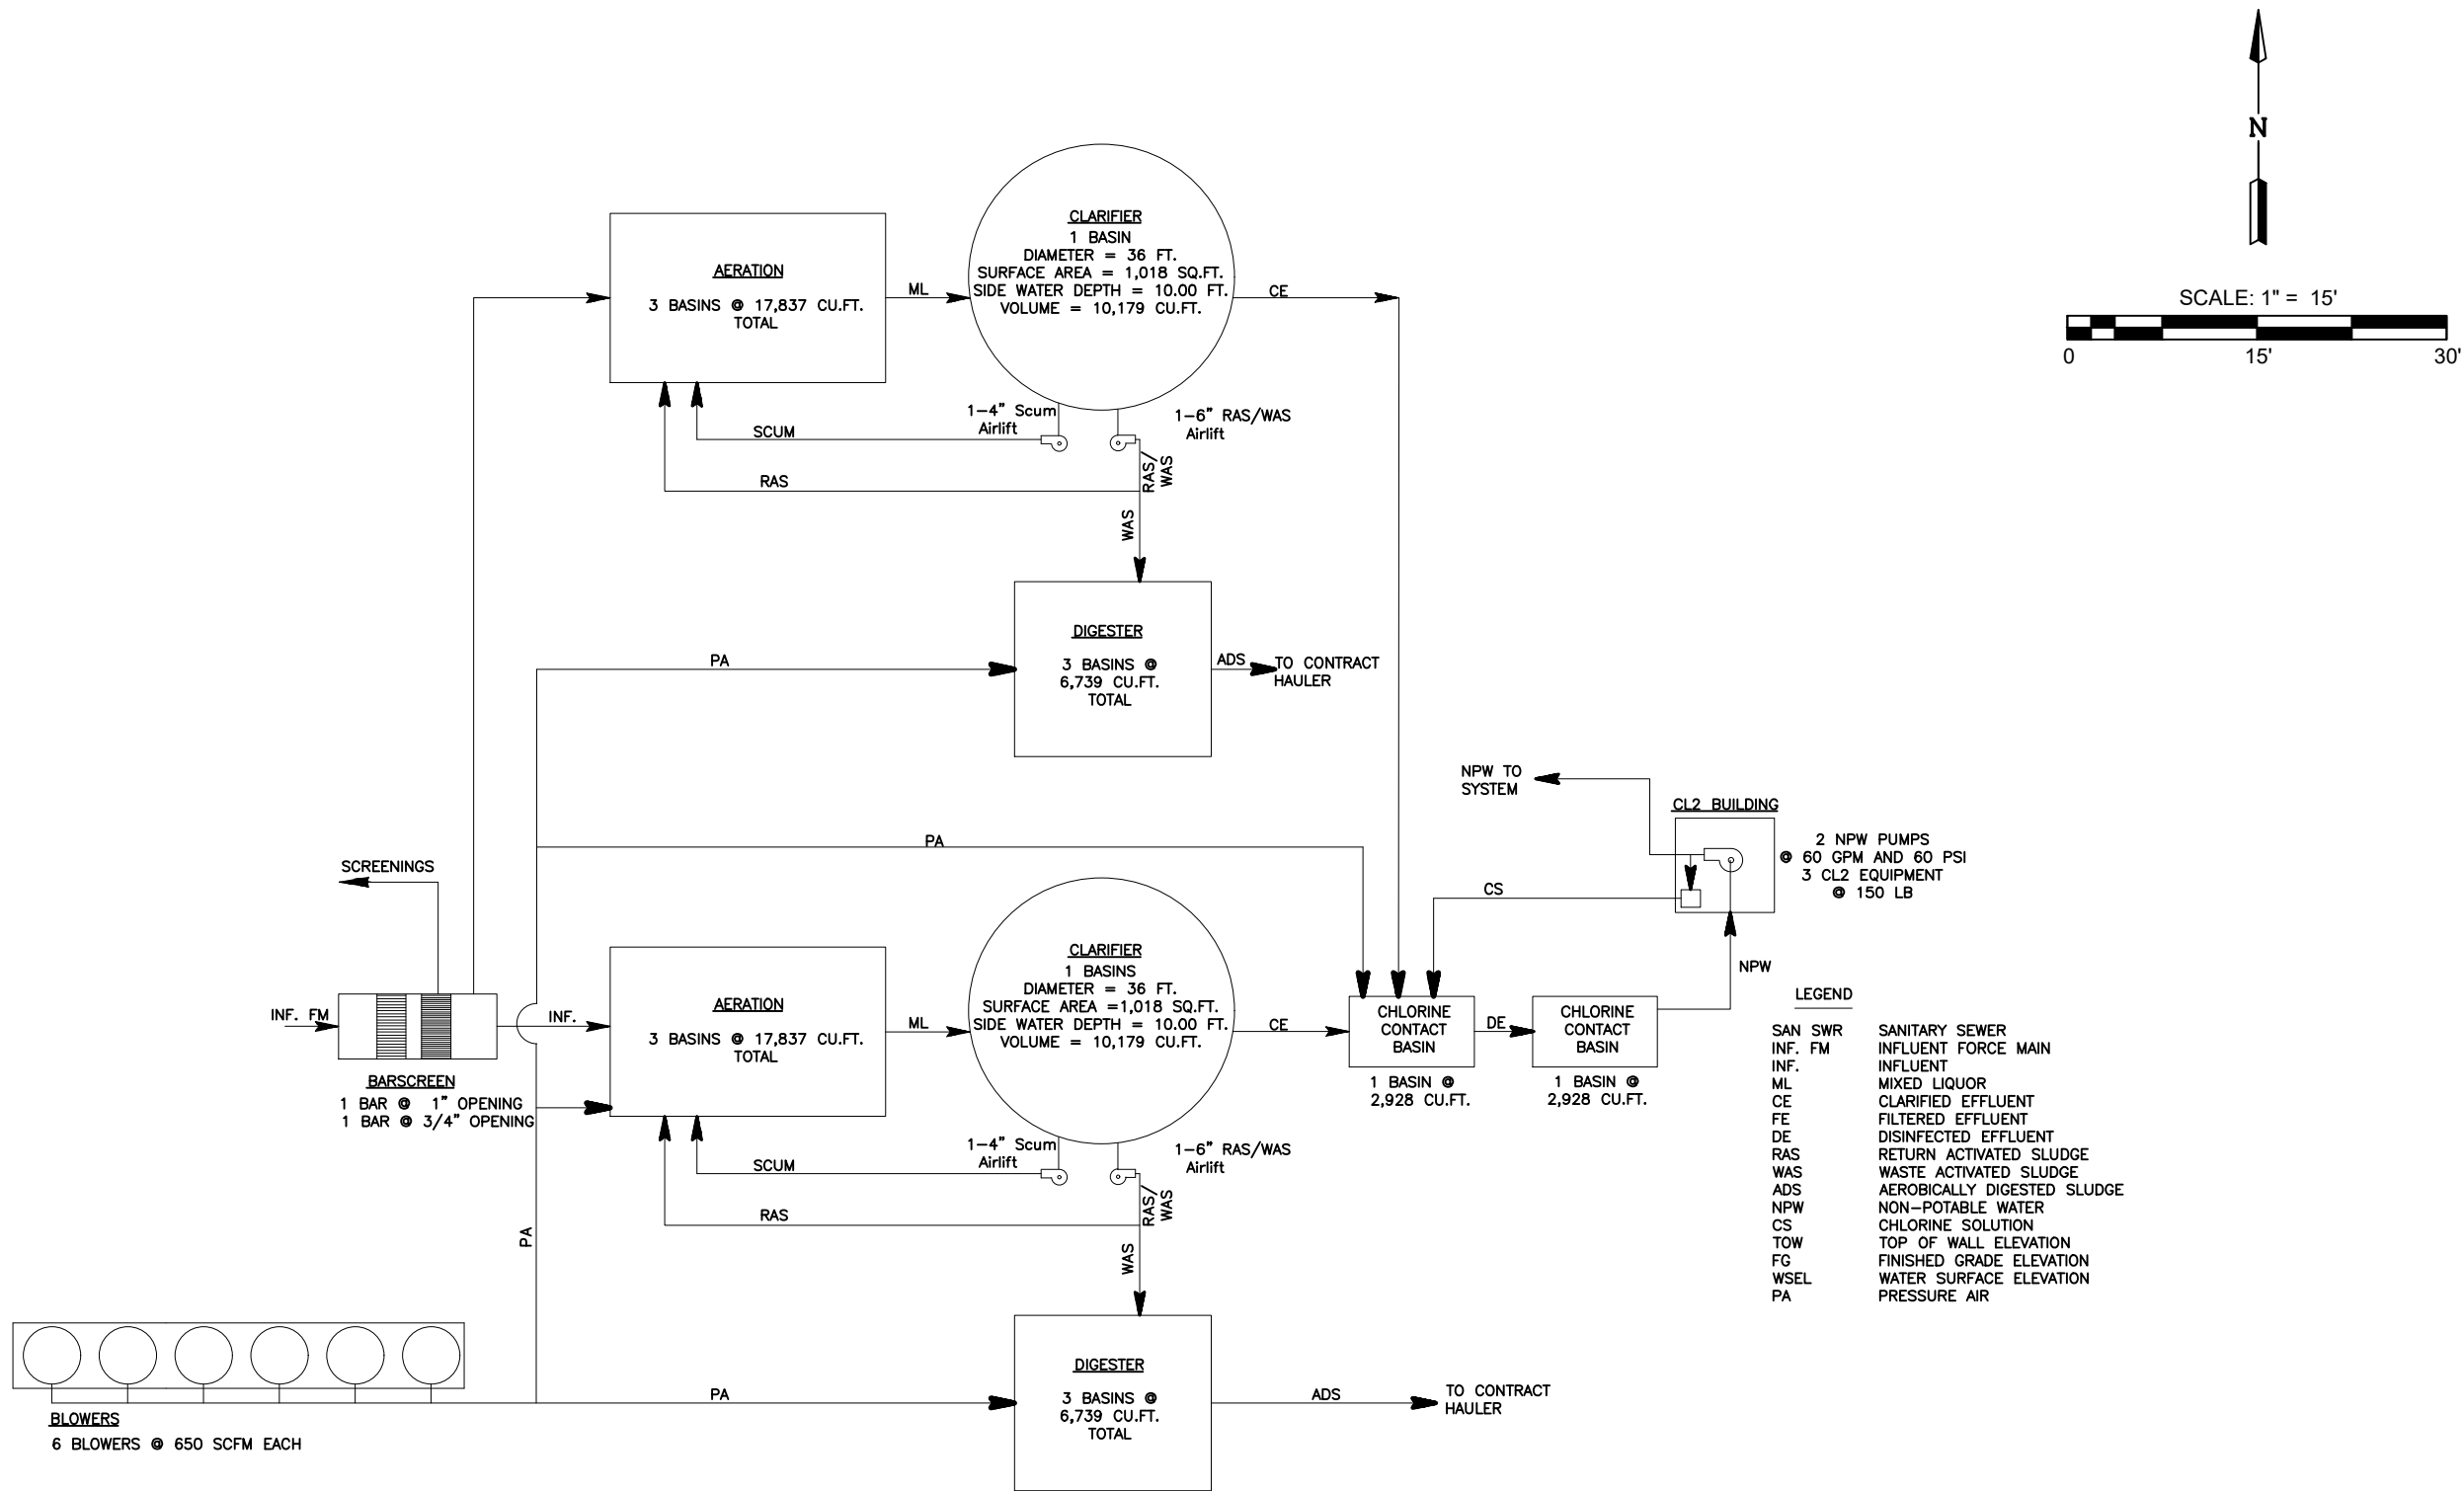 N
SCALE: 1" = 15'
0 15' 30'
CLARIFIER
1 BASIN
DIAMETER = 36 FT.
SURFACE AREA = 1,018 SQ.FT.
SIDE WATER DEPTH = 10.00 FT.
VOLUME = 10,179 CU.FT.
AERATION
3 BASINS @ 17,837 CU.FT.
TOTAL
ML
CE
1-4" Scum
Airlift
1-6" RAS/WAS
Airlift
SCUM
RAS
RAS/
WAS
WAS
DIGESTER
3 BASINS @
6,739 CU.FT.
TOTAL
PA
ADS
TO CONTRACT
HAULER
NPW TO
SYSTEM
CL2 BUILDING
2 NPW PUMPS
@ 60 GPM AND 60 PSI
3 CL2 EQUIPMENT
@ 150 LB
PA
CS
NPW
SCREENINGS
INF. FM
INF.
BARSCREEN
1 BAR @ 1" OPENING
1 BAR @ 3/4" OPENING
AERATION
3 BASINS @ 17,837 CU.FT.
TOTAL
ML
CLARIFIER
1 BASINS
DIAMETER = 36 FT.
SURFACE AREA =1,018 SQ.FT.
SIDE WATER DEPTH = 10.00 FT.
VOLUME = 10,179 CU.FT.
CE
CHLORINE
CONTACT
BASIN
1 BASIN @
2,928 CU.FT.
DE
CHLORINE
CONTACT
BASIN
1 BASIN @
2,928 CU.FT.
1-4" Scum
Airlift
1-6" RAS/WAS
Airlift
SCUM
RAS
RAS/
WAS
WAS
PA
PA
DIGESTER
3 BASINS @
6,739 CU.FT.
TOTAL
ADS
TO CONTRACT
HAULER
BLOWERS
6 BLOWERS @ 650 SCFM EACH
LEGEND
SAN SWR SANITARY SEWER
INF. FM INFLUENT FORCE MAIN
INF. INFLUENT
ML MIXED LIQUOR
CE CLARIFIED EFFLUENT
FE FILTERED EFFLUENT
DE DISINFECTED EFFLUENT
RAS RETURN ACTIVATED SLUDGE
WAS WASTE ACTIVATED SLUDGE
ADS AEROBICALLY DIGESTED SLUDGE
NPW NON-POTABLE WATER
CS CHLORINE SOLUTION
TOW TOP OF WALL ELEVATION
FG FINISHED GRADE ELEVATION
WSEL WATER SURFACE ELEVATION
PA PRESSURE AIR